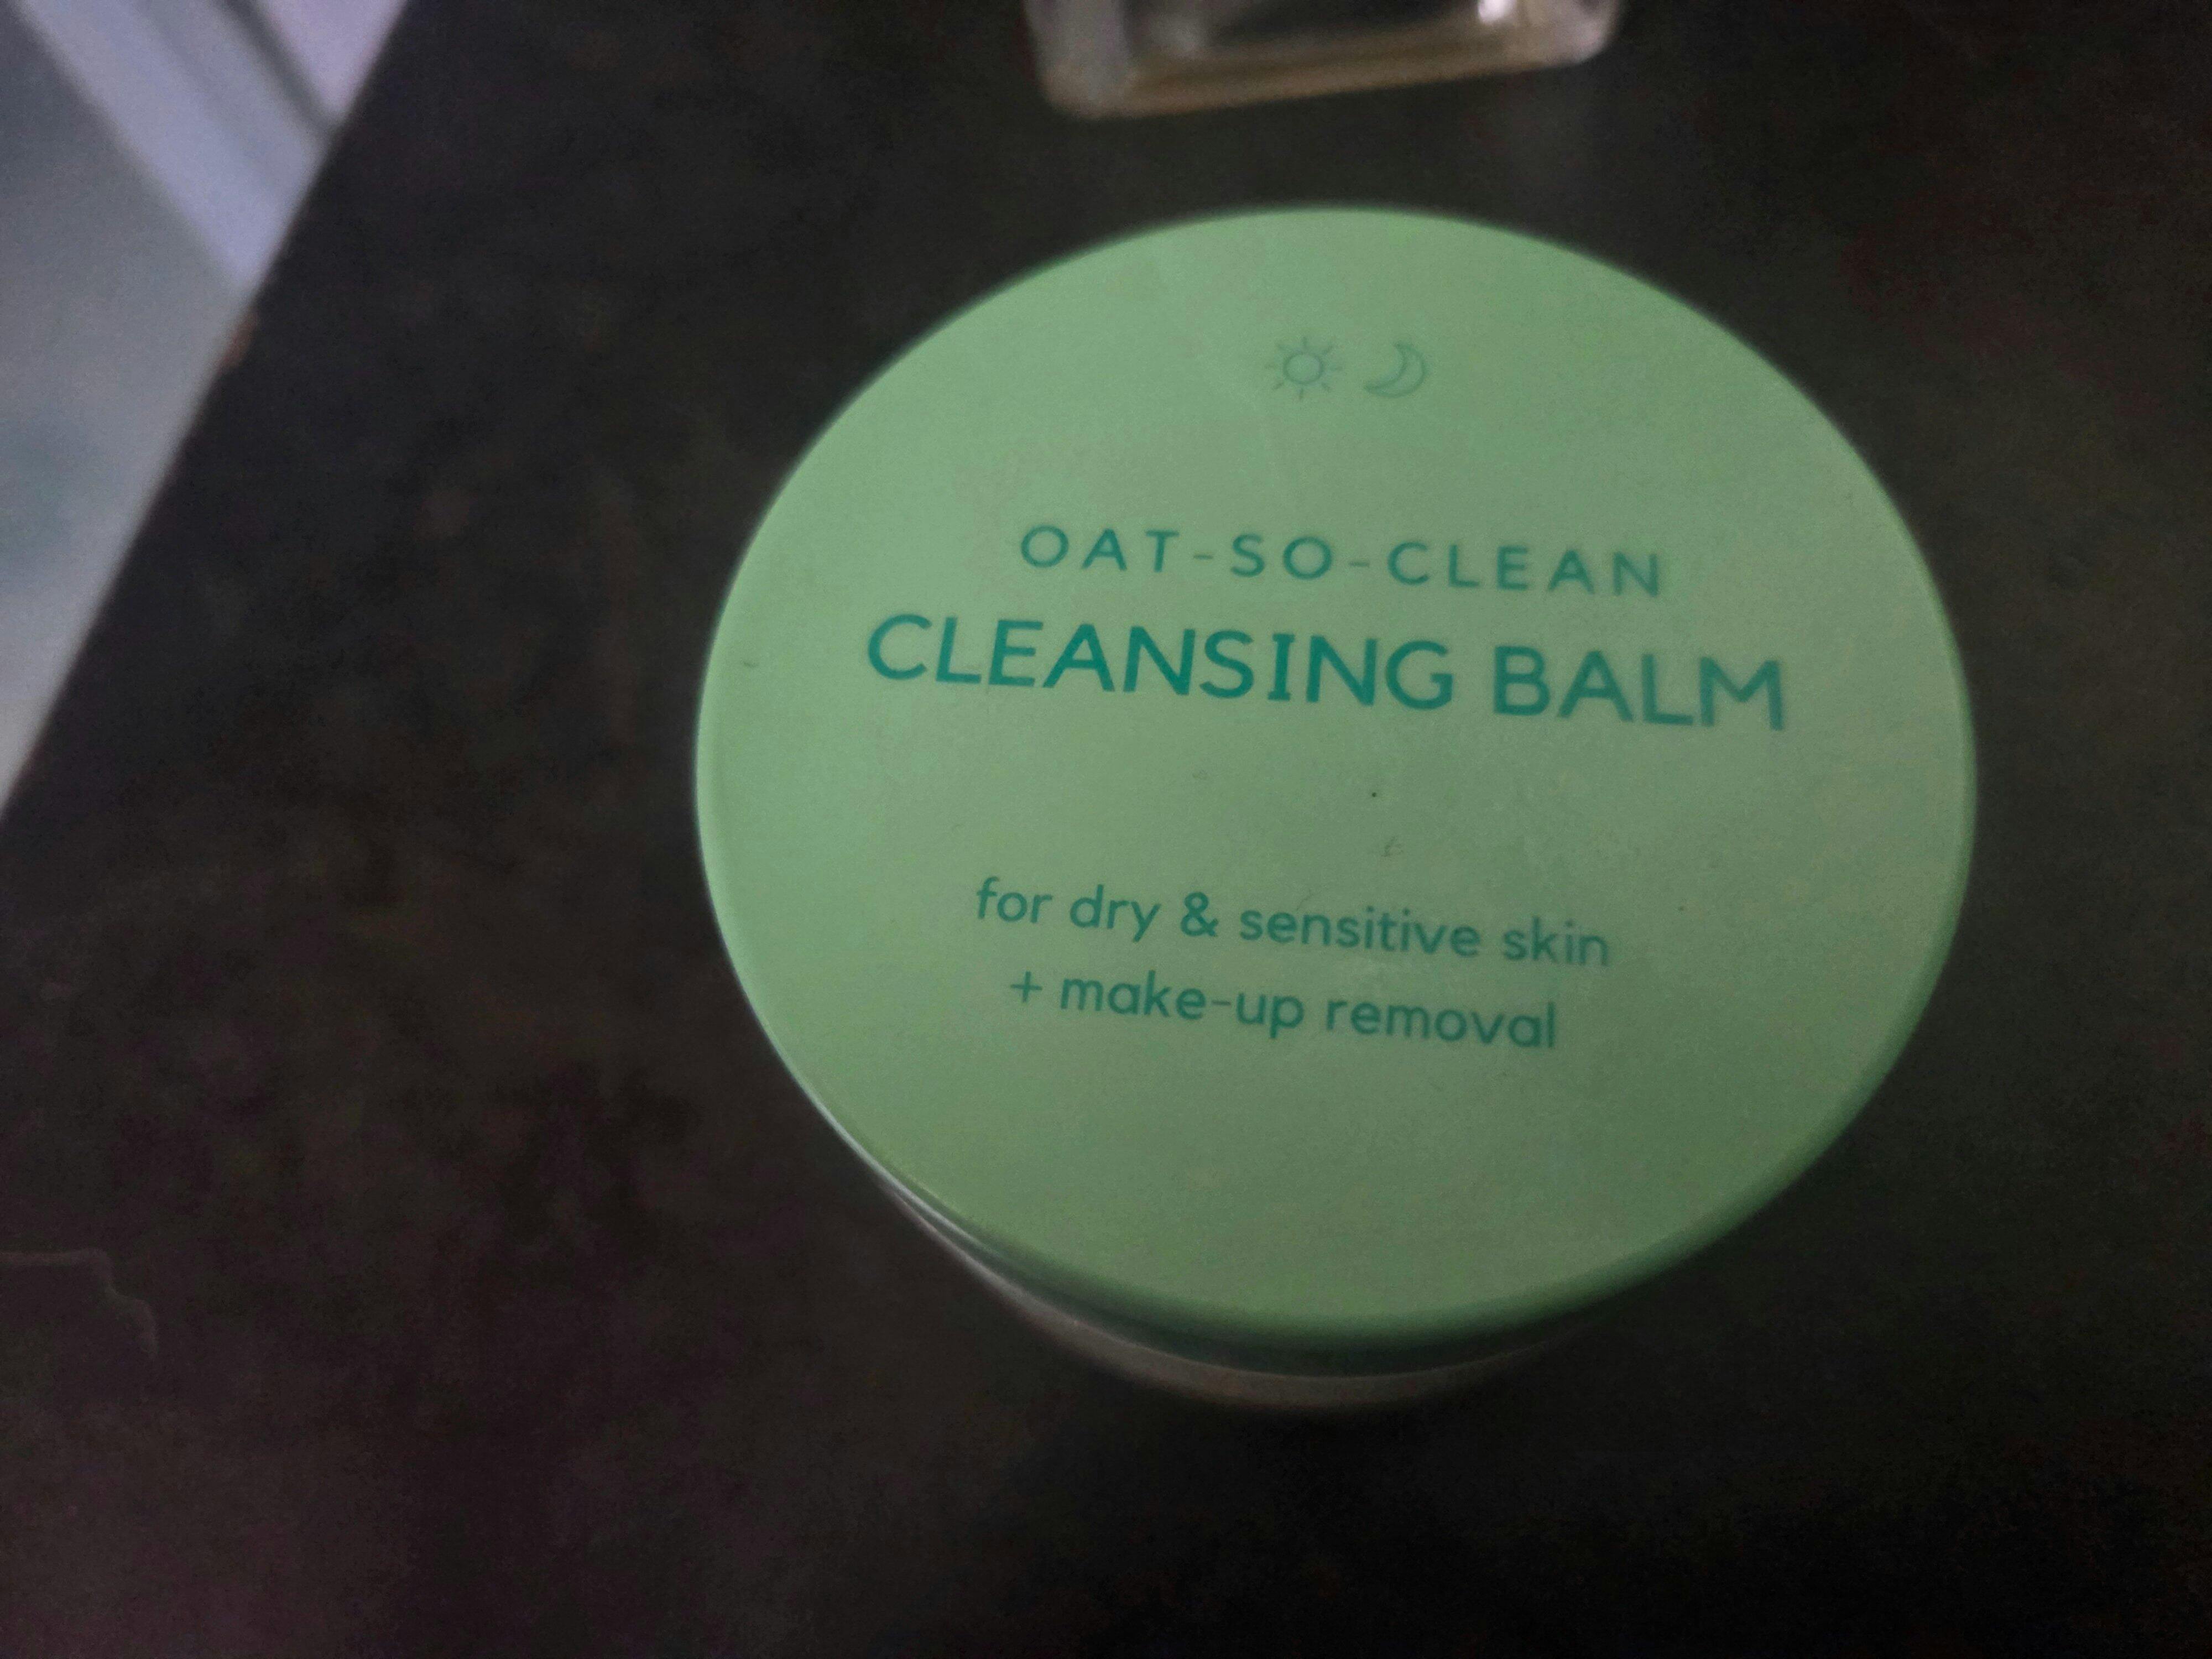 OAT-SO-CLEAN
CLEANSING BALM
for dry & sensitive skin
+ make-up removal